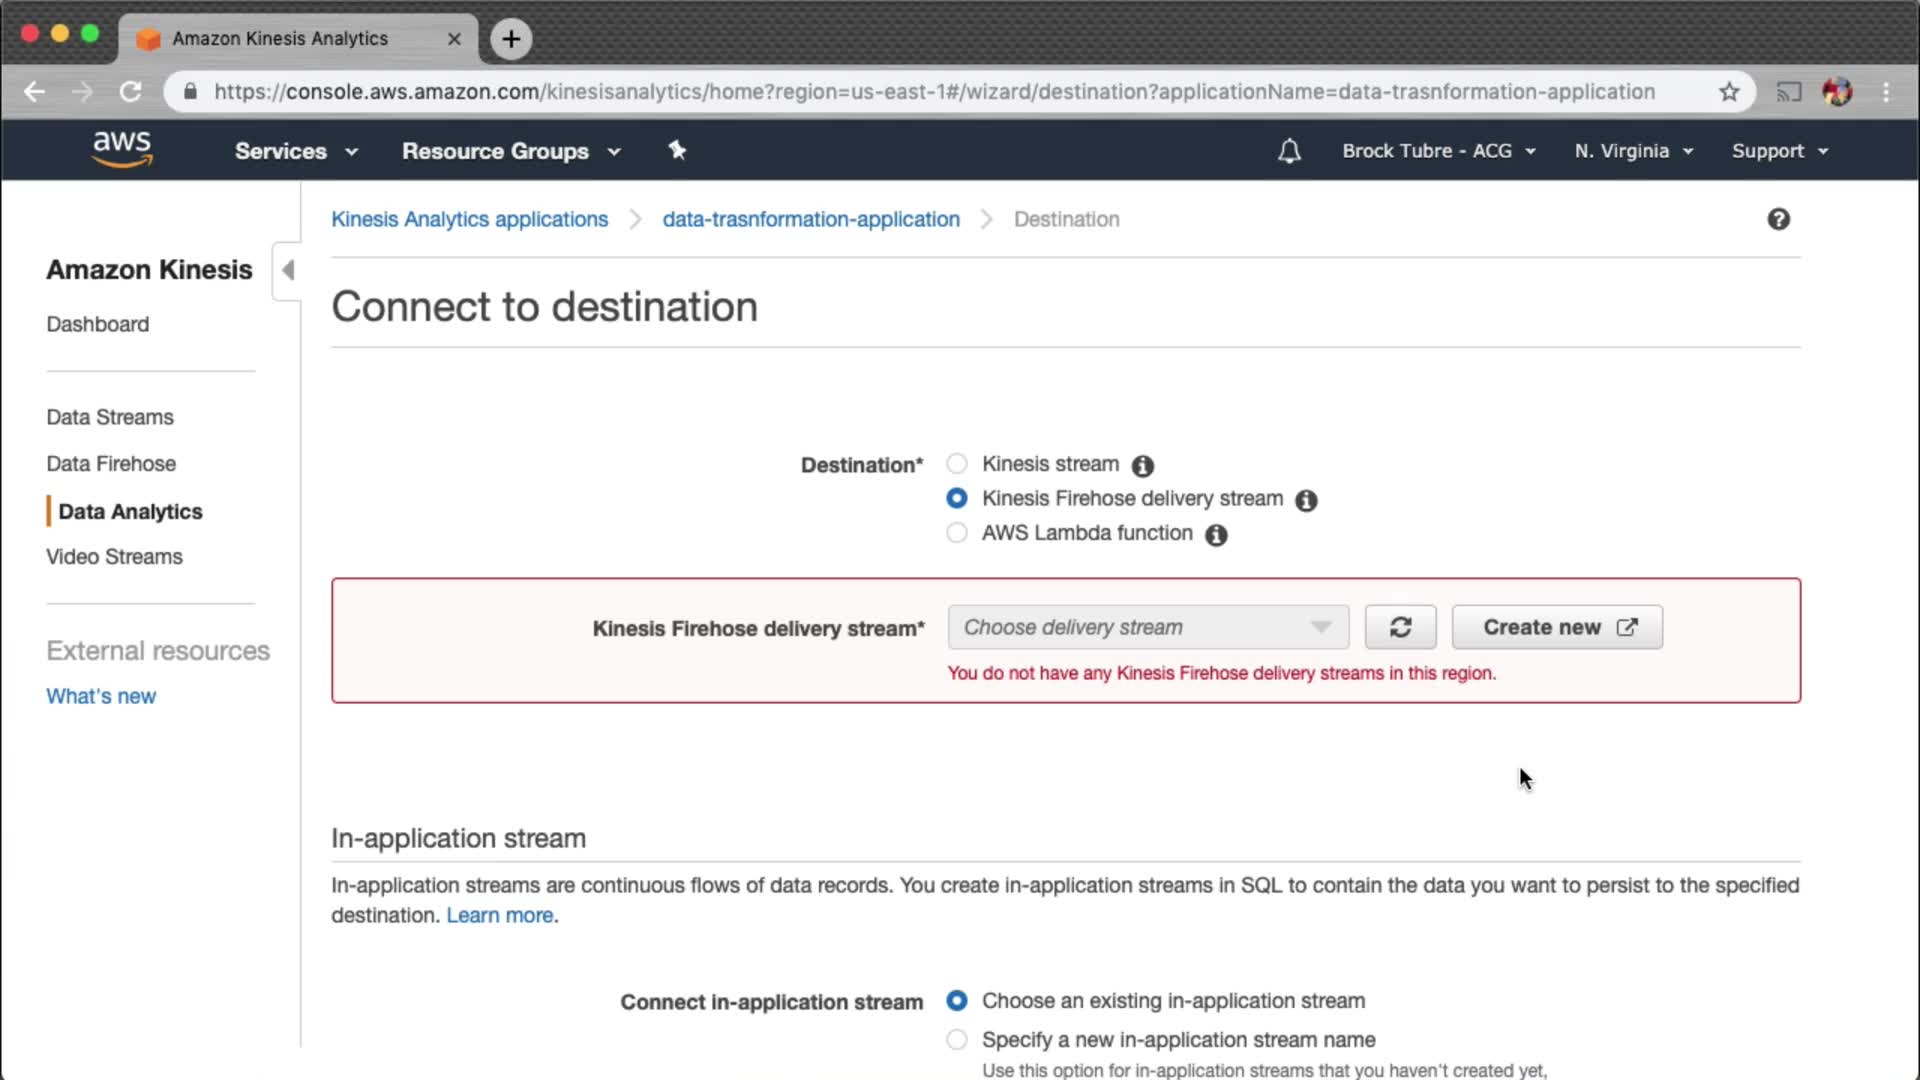 Amazon Kinesis Analytics
https://console.aws.amazon.com/kinesisanalytics/home?region=us-east-1#/wizard/destination?applicationName=data-trasnformation-application
aws Services Resource Groups Brock Tubre - ACG N. Virginia Support
Kinesis Analytics applications data-trasnformation-application Destination
Amazon Kinesis
Dashboard
Data Streams
Data Firehose
Data Analytics
Video Streams
External resources
What's new
Connect to destination
Destination* Kinesis stream
Kinesis Firehose delivery stream
AWS Lambda function
Kinesis Firehose delivery stream* Choose delivery stream Create new
You do not have any Kinesis Firehose delivery streams in this region.
In-application stream
In-application streams are continuous flows of data records. You create in-application streams in SQL to contain the data you want to persist to the specified
destination. Learn more.
Connect in-application stream Choose an existing in-application stream
Specify a new in-application stream name
Use this option for in-application streams that you haven't created yet,